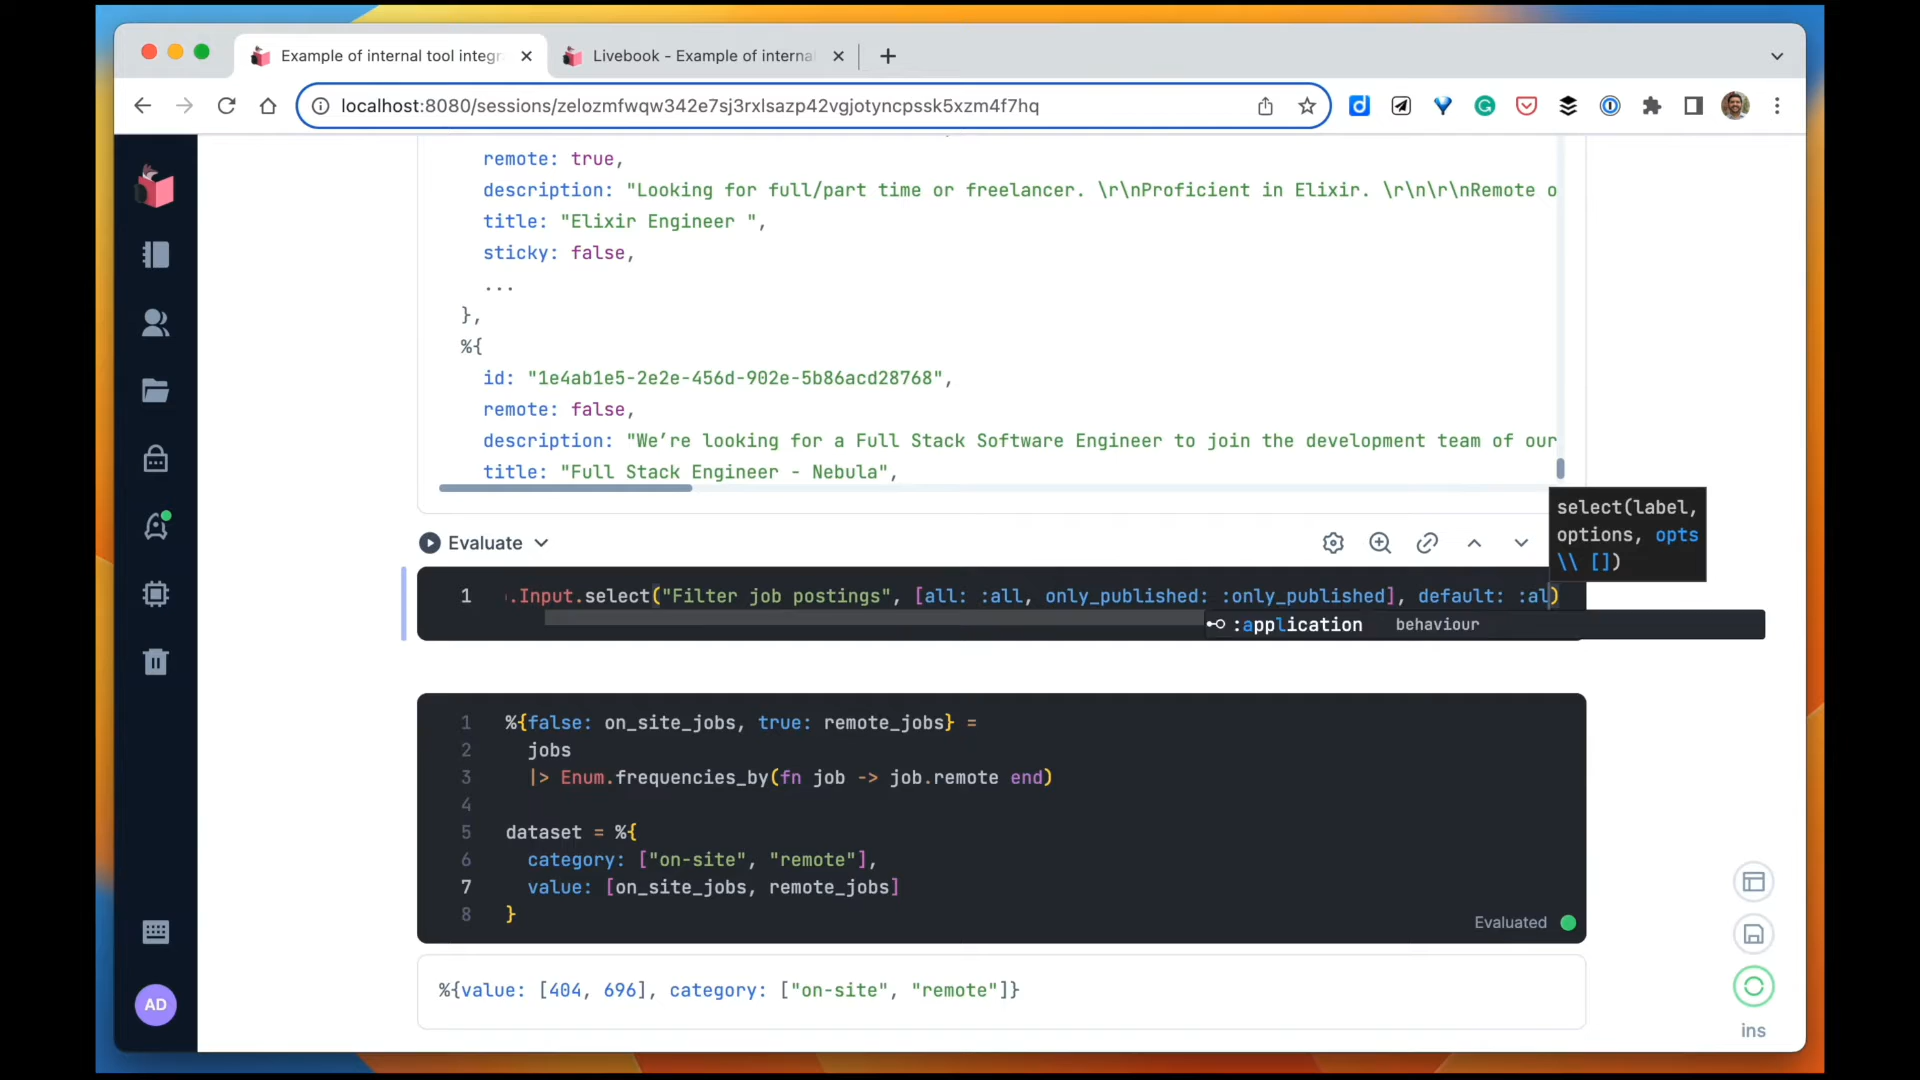 Example of internal tool integr
Livebook - Example of interna
localhost:8080/sessions/zelozmfwqw342e7sj3rxlsazp42vgjotyncpssk5xzm4f7hq
remote: true,
description: "Looking for full/part time or freelancer. \r\nProficient in Elixir. \r\n\r\nRemote o
title: "Elixir Engineer ",
sticky: false,
...
},
%{
id: "1e4ab1e5-2e2e-456d-902e-5b86acd28768",
remote: false,
description: "We’re looking for a Full Stack Software Engineer to join the development team of our
title: "Full Stack Engineer - Nebula",
select(label,
options, opts
\\ [])
Evaluate
1 .Input.select("Filter job postings", [all: :all, only_published: :only_published], default: :al)
:application behaviour
1 %{false: on_site_jobs, true: remote_jobs} =
2 jobs
3 |> Enum.frequencies_by(fn job -> job.remote end)
4
5 dataset = %{
6 category: ["on-site", "remote"],
7 value: [on_site_jobs, remote_jobs]
8 }
Evaluated
%{value: [404, 696], category: ["on-site", "remote"]}
AD
ins